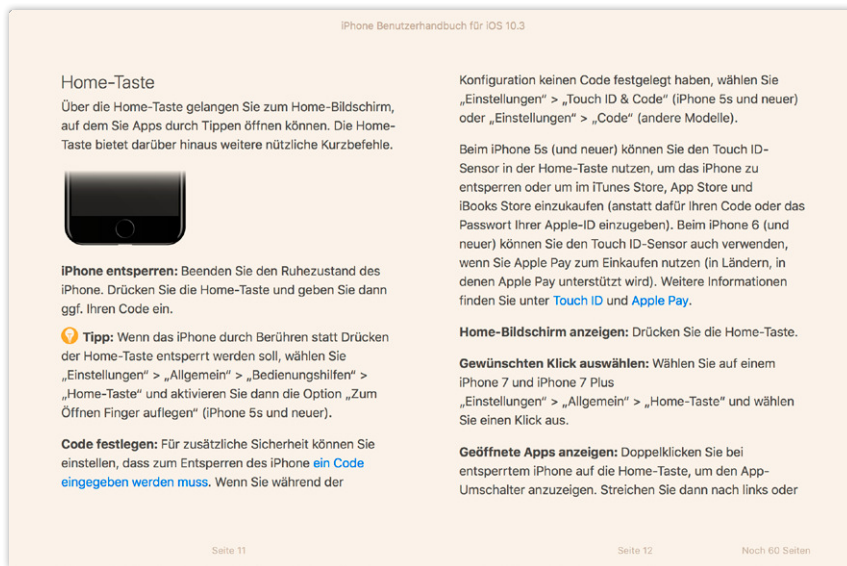 iPhone Benutzerhandbuch für iOS 10.3
Home-Taste
Über die Home-Taste gelangen Sie zum Home-Bildschirm,
auf dem Sie Apps durch Tippen öffnen können. Die Home-
Taste bietet darüber hinaus weitere nützliche Kurzbefehle.
iPhone entsperren: Beenden Sie den Ruhezustand des
iPhone. Drücken Sie die Home-Taste und geben Sie dann
ggf. Ihren Code ein.
Tipp: Wenn das iPhone durch Berühren statt Drücken
der Home-Taste entsperrt werden soll, wählen Sie
„Einstellungen“ > „Allgemein“ > „Bedienungshilfen“ >
„Home-Taste“ und aktivieren Sie dann die Option „Zum
Öffnen Finger auflegen“ (iPhone 5s und neuer).
Code festlegen: Für zusätzliche Sicherheit können Sie
einstellen, dass zum Entsperren des iPhone ein Code
eingegeben werden muss. Wenn Sie während der
Seite 11
Konfiguration keinen Code festgelegt haben, wählen Sie
„Einstellungen“ > „Touch ID & Code“ (iPhone 5s und neuer)
oder „Einstellungen“ > „Code“ (andere Modelle).
Beim iPhone 5s (und neuer) können Sie den Touch ID-
Sensor in der Home-Taste nutzen, um das iPhone zu
entsperren oder um im iTunes Store, App Store und
iBooks Store einzukaufen (anstatt dafür Ihren Code oder das
Passwort Ihrer Apple-ID einzugeben). Beim iPhone 6 (und
neuer) können Sie den Touch ID-Sensor auch verwenden,
wenn Sie Apple Pay zum Einkaufen nutzen (in Ländern, in
denen Apple Pay unterstützt wird). Weitere Informationen
finden Sie unter Touch ID und Apple Pay.
Home-Bildschirm anzeigen: Drücken Sie die Home-Taste.
Gewünschten Klick auswählen: Wählen Sie auf einem
iPhone 7 und iPhone 7 Plus
„Einstellungen“ > „Allgemein“ > „Home-Taste“ und wählen
Sie einen Klick aus.
Geöffnete Apps anzeigen: Doppelklicken Sie bei
entsperrtem iPhone auf die Home-Taste, um den App-
Umschalter anzuzeigen. Streichen Sie dann nach links oder
Seite 12
Noch 60 Seiten